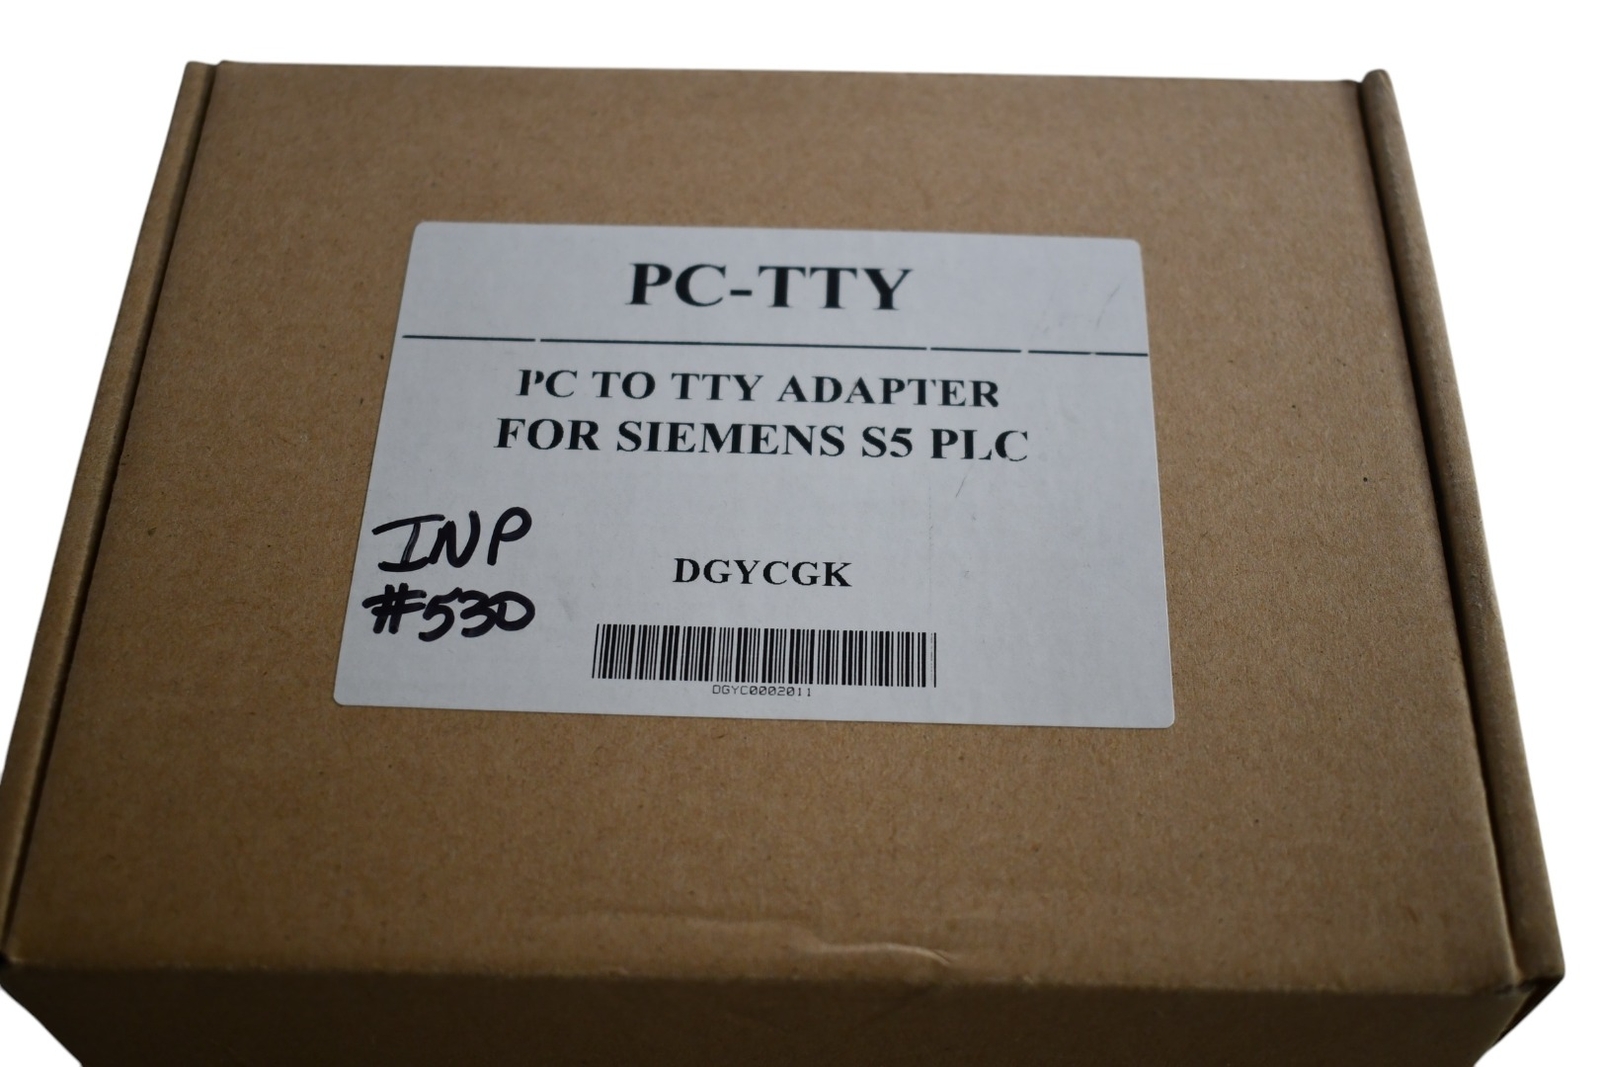 PC-TTY
PC TO TTY ADAPTER
FOR SIEMENS S5 PLC
INP
#530
DGYCGK
DGYC0002011